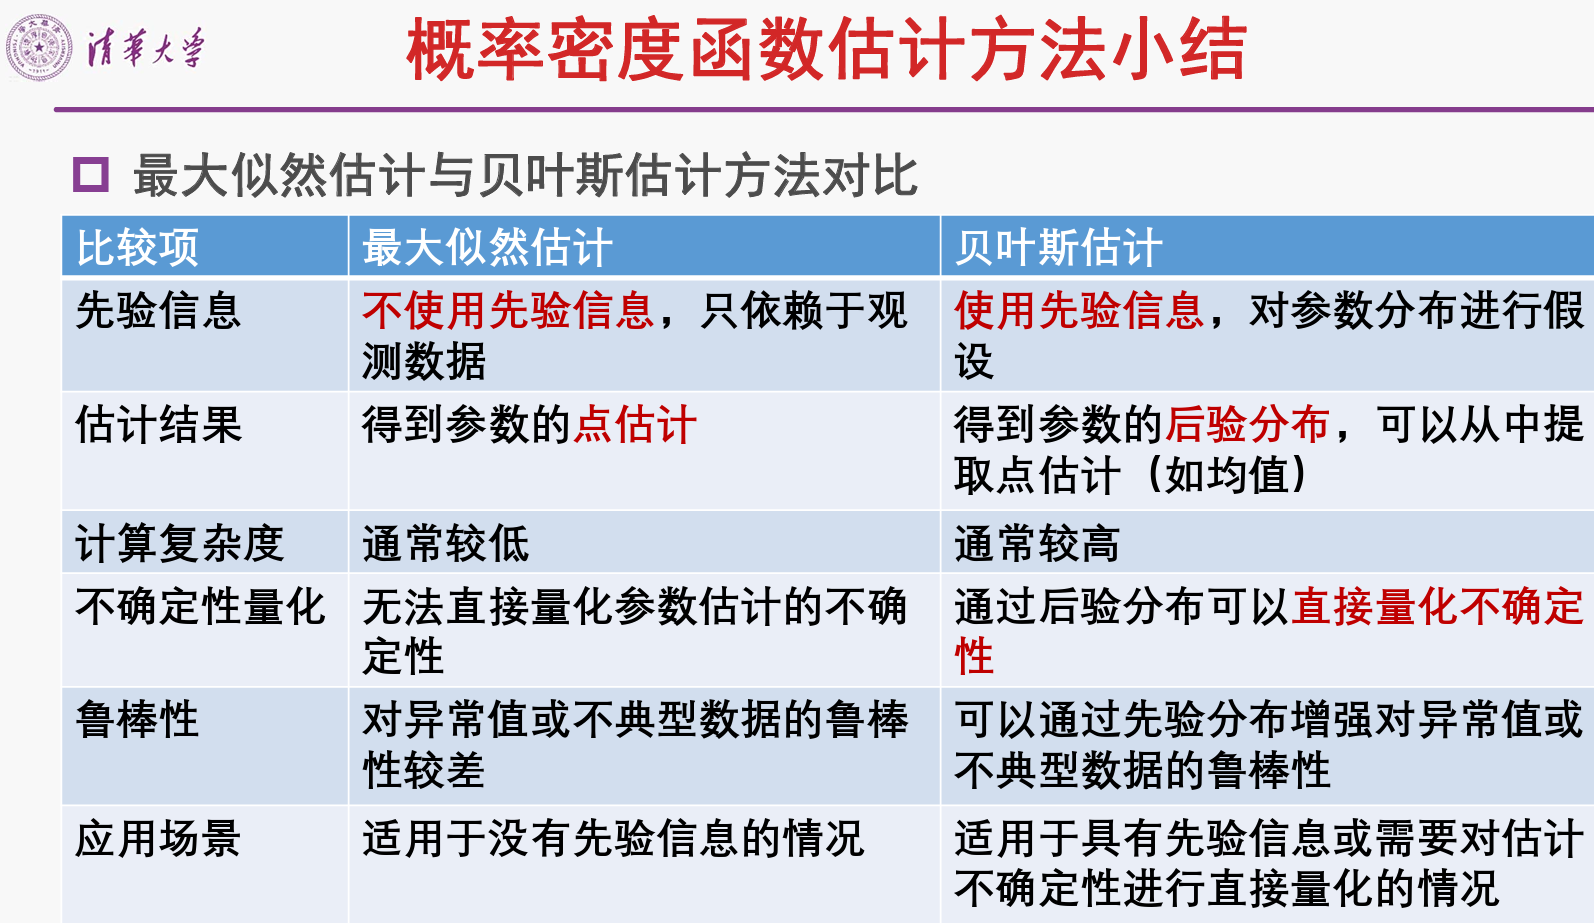 清华大学
概率密度函数估计方法小结
最大似然估计与贝叶斯估计方法对比
比较项
最大似然估计
贝叶斯估计
先验信息
不使用先验信息，只依赖于观
测数据
使用先验信息，对参数分布进行假
设
估计结果
得到参数的点估计
得到参数的后验分布，可以从中提
取点估计（如均值）
计算复杂度
通常较低
通常较高
不确定性量化
无法直接量化参数估计的不确
定性
通过后验分布可以直接量化不确定
性
鲁棒性
对异常值或不典型数据的鲁棒
性较差
可以通过先验分布增强对异常值或
不典型数据的鲁棒性
应用场景
适用于没有先验信息的情况
适用于具有先验信息或需要对估计
不确定性进行直接量化的情况